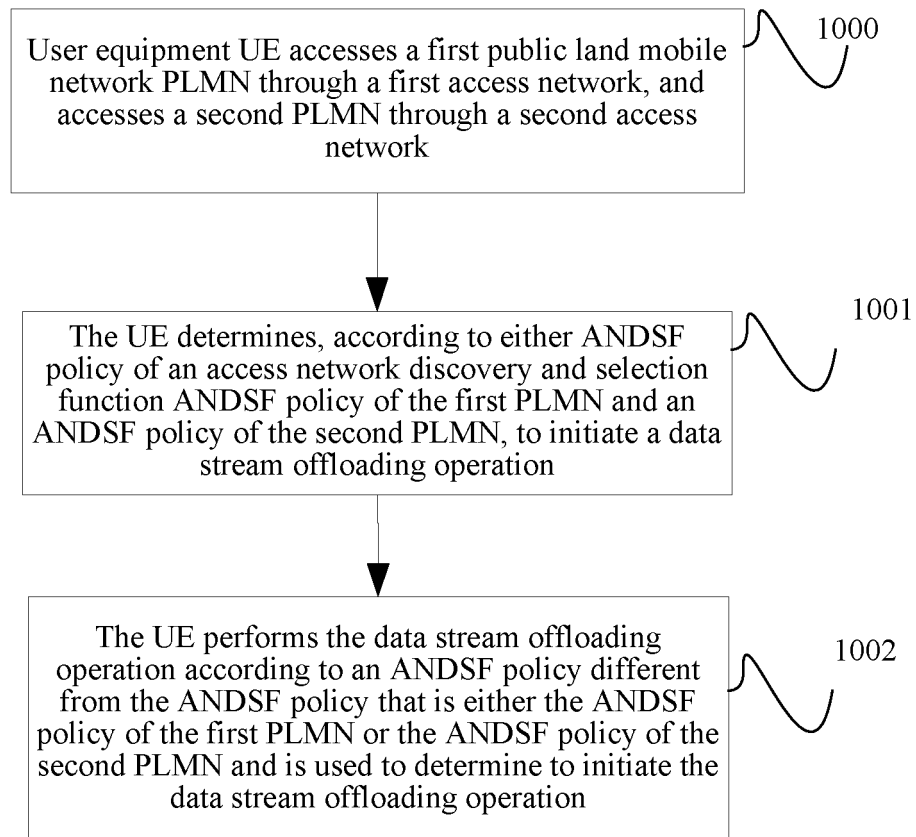 User equipment UE accesses a first public land mobile
network PLMN through a first access network, and
accesses a second PLMN through a second access
network
1000
The UE determines, according to either ANDSF
policy of an access network discovery and selection
function ANDSF policy of the first PLMN and an
ANDSF policy of the second PLMN, to initiate a data
stream offloading operation
1001
The UE performs the data stream offloading
operation according to an ANDSF policy different
from the ANDSF policy that is either the ANDSF
policy of the first PLMN or the ANDSF policy of the
second PLMN and is used to determine to initiate the
data stream offloading operation
1002